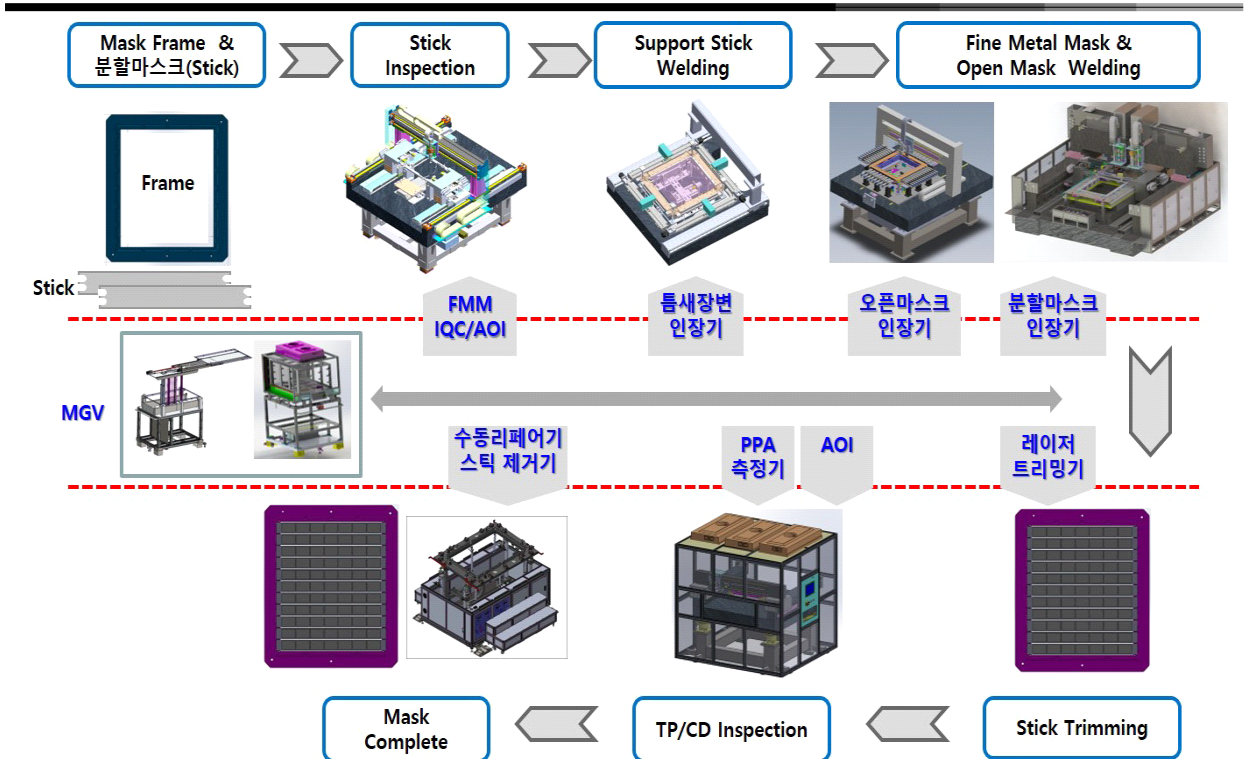 Mask Frame &
분할마스크(Stick)
Stick
Inspection
Support Stick
Welding
Fine Metal Mask &
Open Mask Welding
Frame
Stick
FMM
IQC/AOI
틈새장변
인장기
오픈마스크
인장기
분할마스크
인장기
MGV
수동리페어기
스틱 제거기
PPA
측정기
AOI
레이저
트리밍기
Mask
Complete
TP/CD Inspection
Stick Trimming